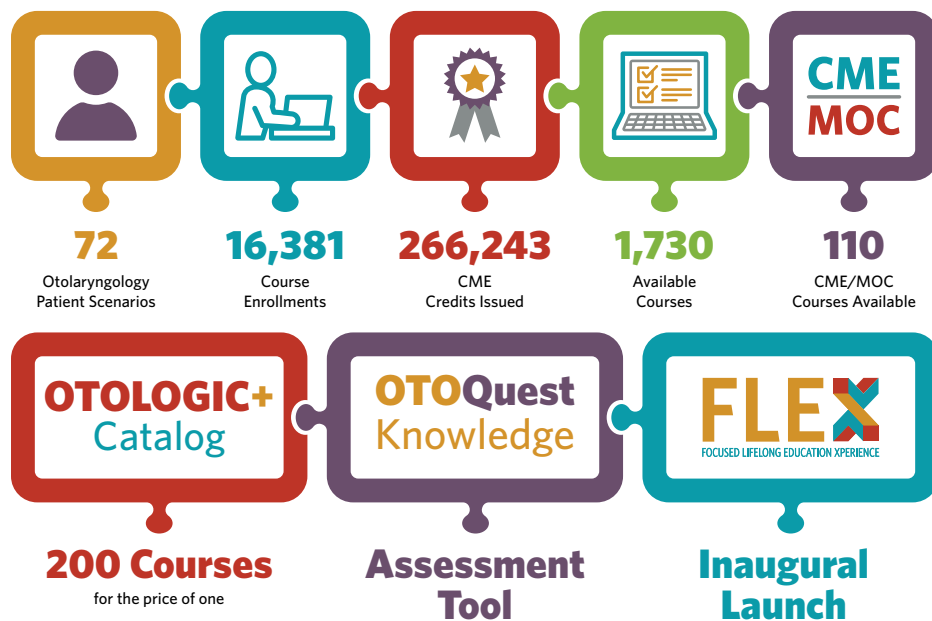 CME
MOC
72
Otolaryngology
Patient Scenarios
16,381
Course
Enrollments
266,243
CME
Credits Issued
1,730
Available
Courses
110
CME/MOC
Courses Available
OTOLOGIC+
Catalog
OTOQuest
Knowledge
FLEX
FOCUSED LIFELONG EDUCATION XPERIENCE
200 Courses
for the price of one
Assessment
Tool
Inaugural
Launch